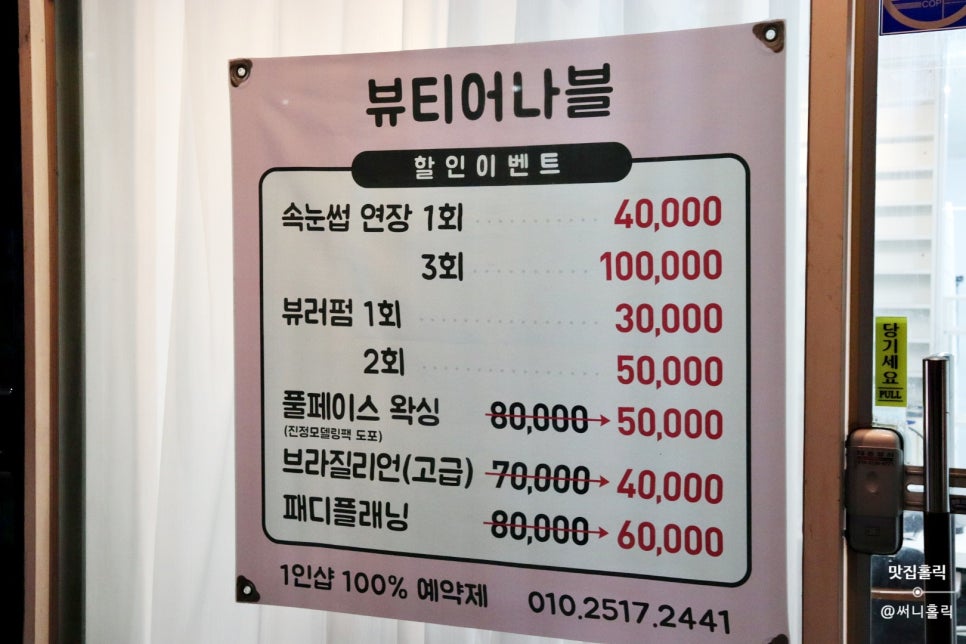 뷰티어나블
할인이벤트
속눈썹 연장 1회 40,000
3회 100,000
뷰러펌 1회 30,000
2회 50,000
풀페이스 왁싱 80,000→50,000
(진정모델링팩 도포)
브라질리언(고급) 70,000→40,000
패디플래닝 80,000→60,000
1인샵 100% 예약제 010.2517.2441
당기세요
PULL
맛집홀릭
@써니홀릭